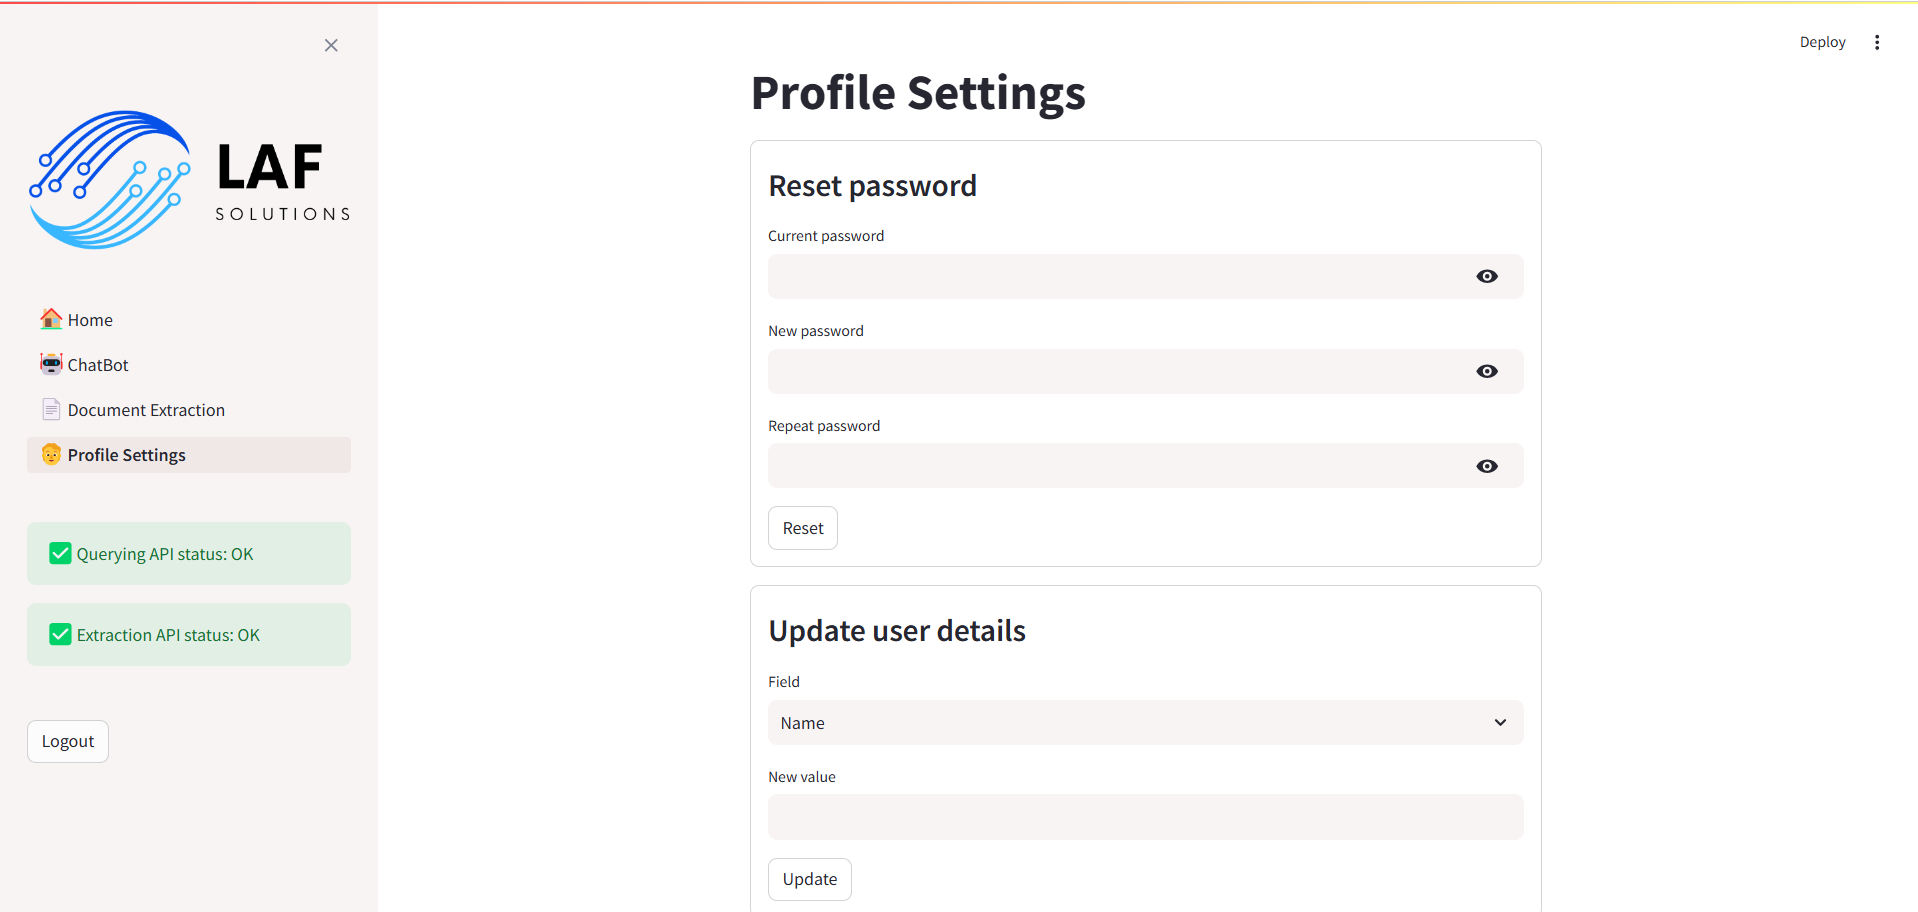 LAF
SOLUTIONS
Home
ChatBot
Document Extraction
Profile Settings
Querying API status: OK
Extraction API status: OK
Logout
Deploy
Profile Settings
Reset password
Current password
New password
Repeat password
Reset
Update user details
Field
Name
New value
Update